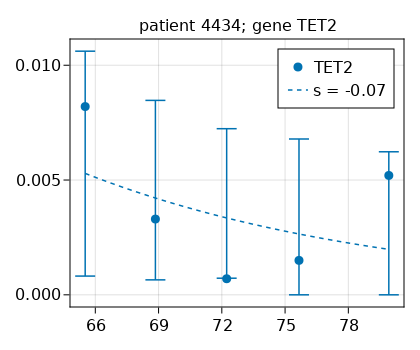 patient 4434; gene TET2
0.010
0.005
0.000
TET2
s = -0.07
66 69 72 75 78